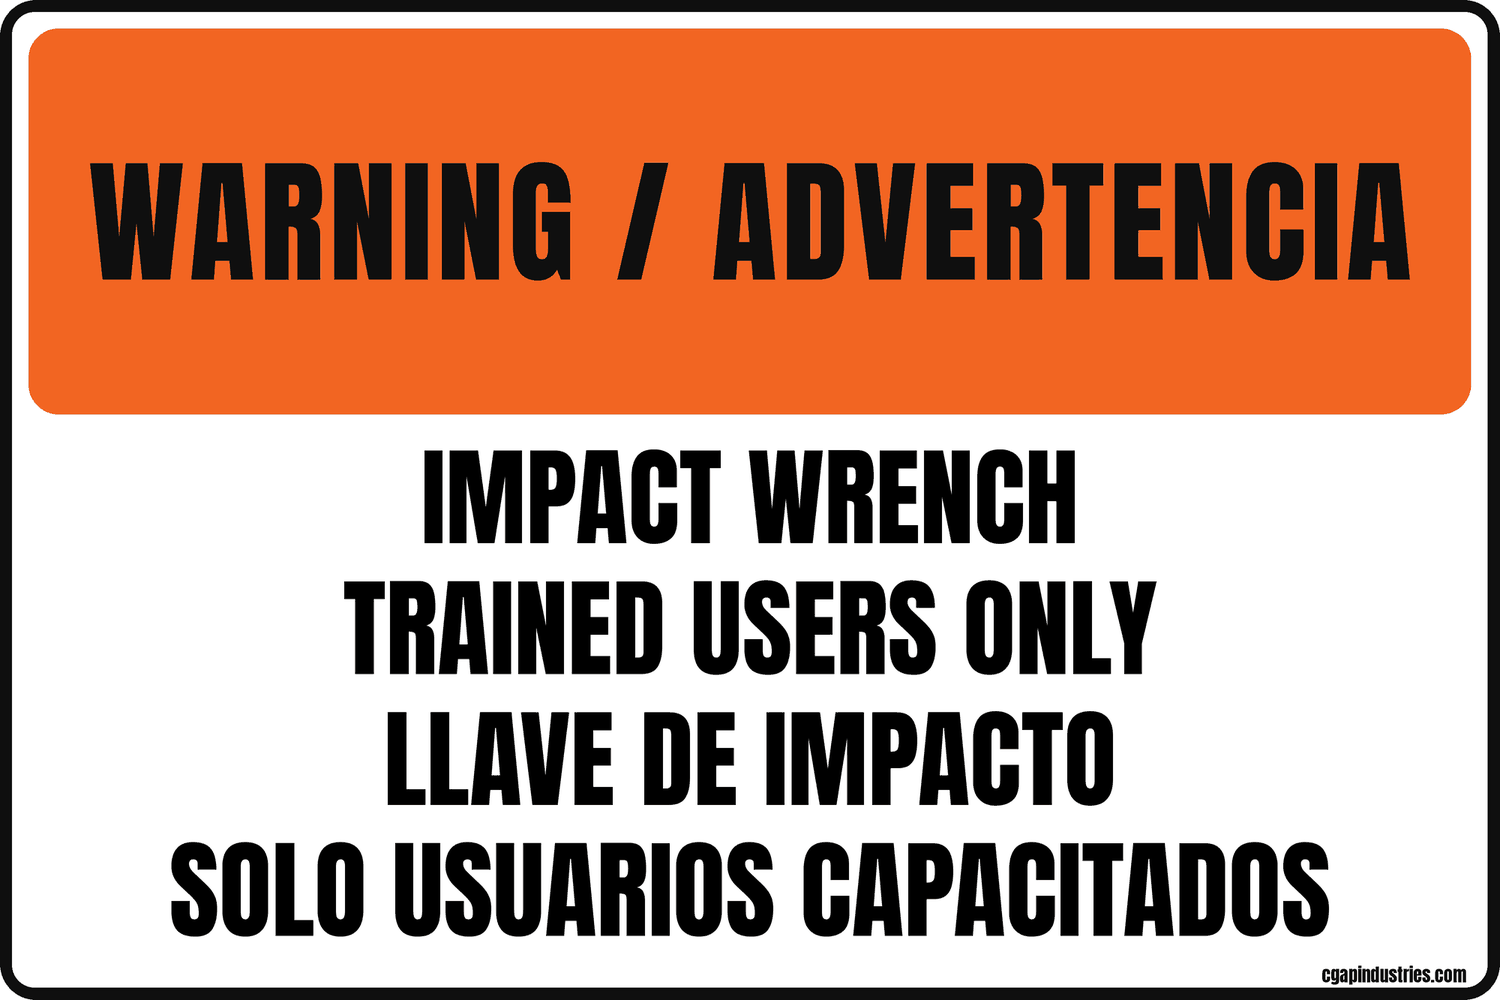 WARNING / ADVERTENCIA
IMPACT WRENCH
TRAINED USERS ONLY
LLAVE DE IMPACTO
SOLO USUARIOS CAPACITADOS
cgapindustries.com